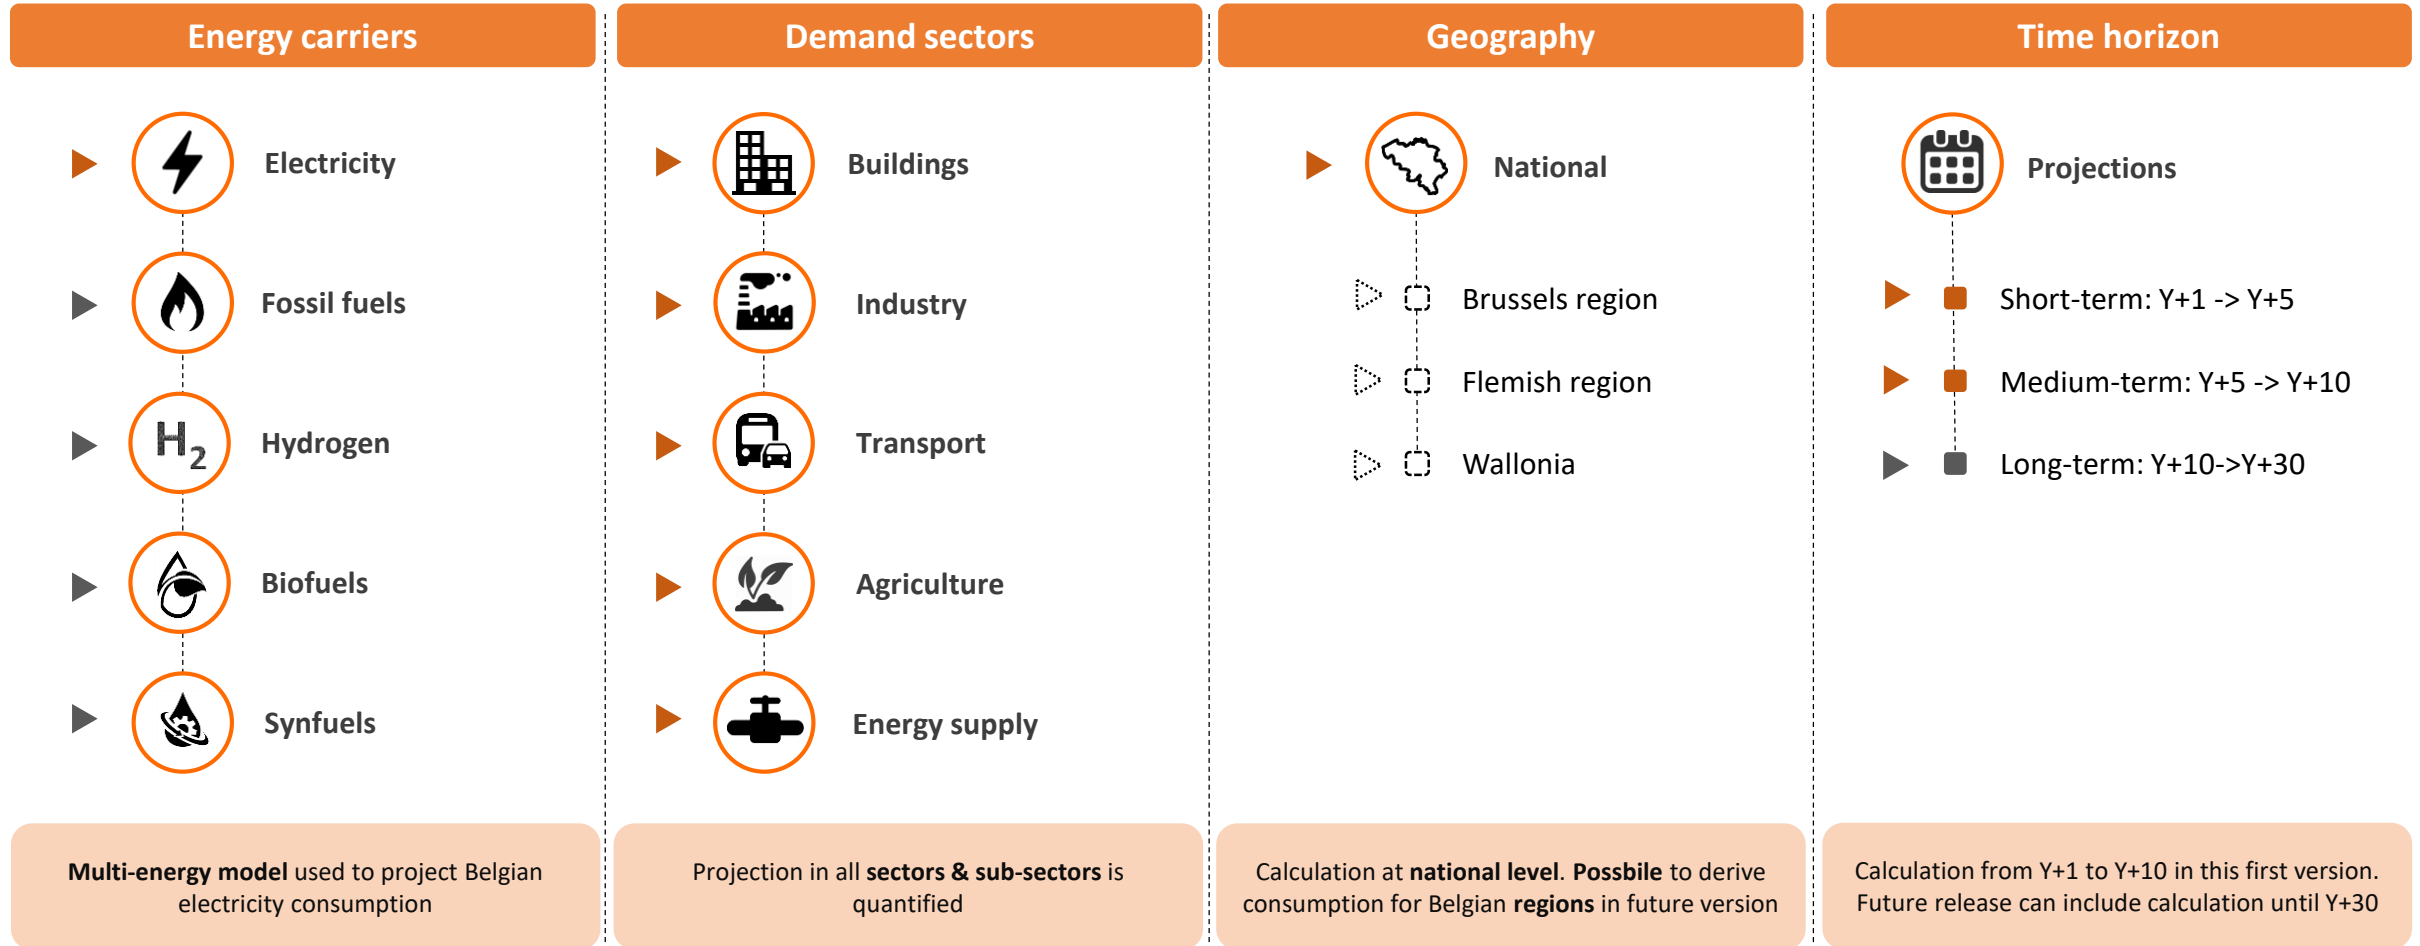 Energy carriers
Electricity
Fossil fuels
H2
Hydrogen
Biofuels
Synfuels
Multi-energy model used to project Belgian
electricity consumption
Demand sectors
Buildings
Industry
Transport
Agriculture
Energy supply
Projection in all sectors & sub-sectors is
quantified
Geography
National
Brussels region
Flemish region
Wallonia
Calculation at national level. Possbile to derive
consumption for Belgian regions in future version
Time horizon
Projections
Short-term: Y+1 -> Y+5
Medium-term: Y+5 -> Y+10
Long-term: Y+10->Y+30
Calculation from Y+1 to Y+10 in this first version.
Future release can include calculation until Y+30